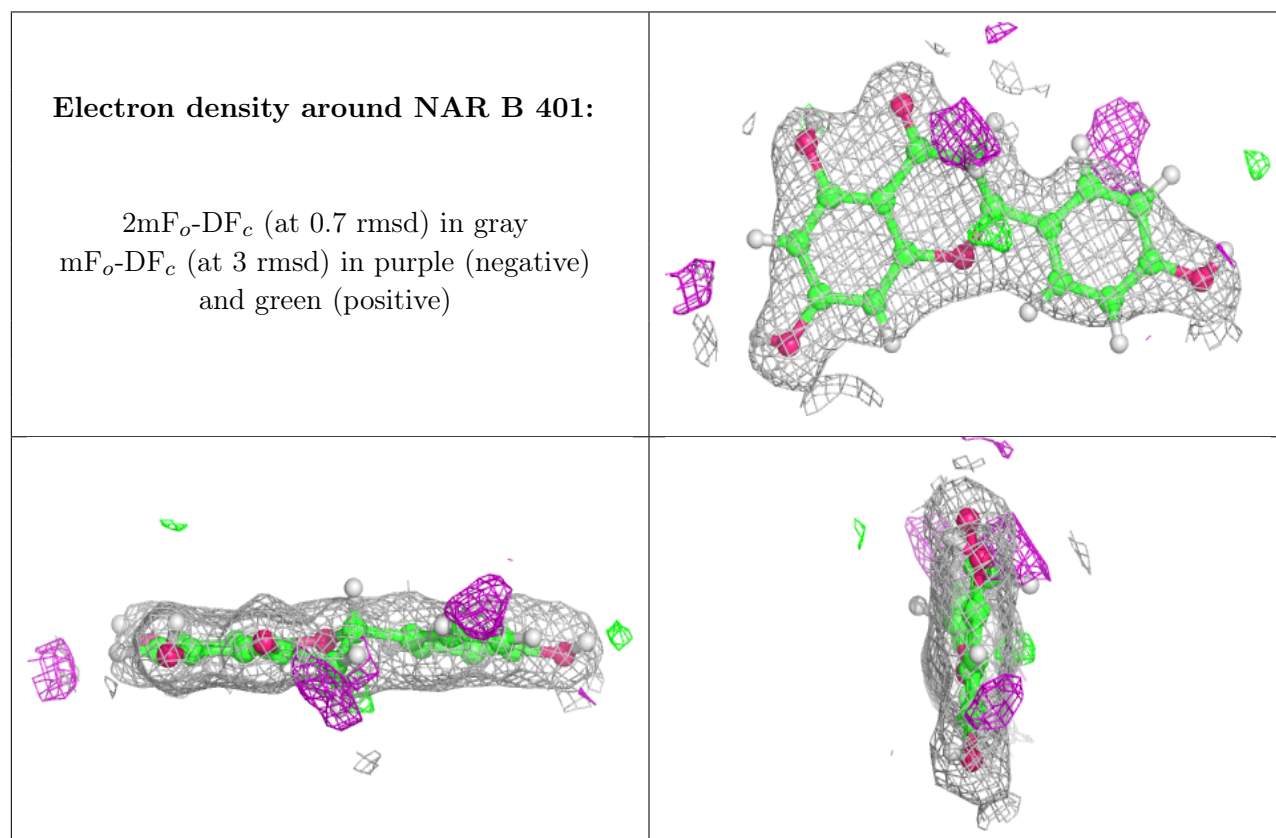 Electron density around NAR B 401:
2mFo-DFc (at 0.7 rmsd) in gray
mFo-DFc (at 3 rmsd) in purple (negative)
and green (positive)